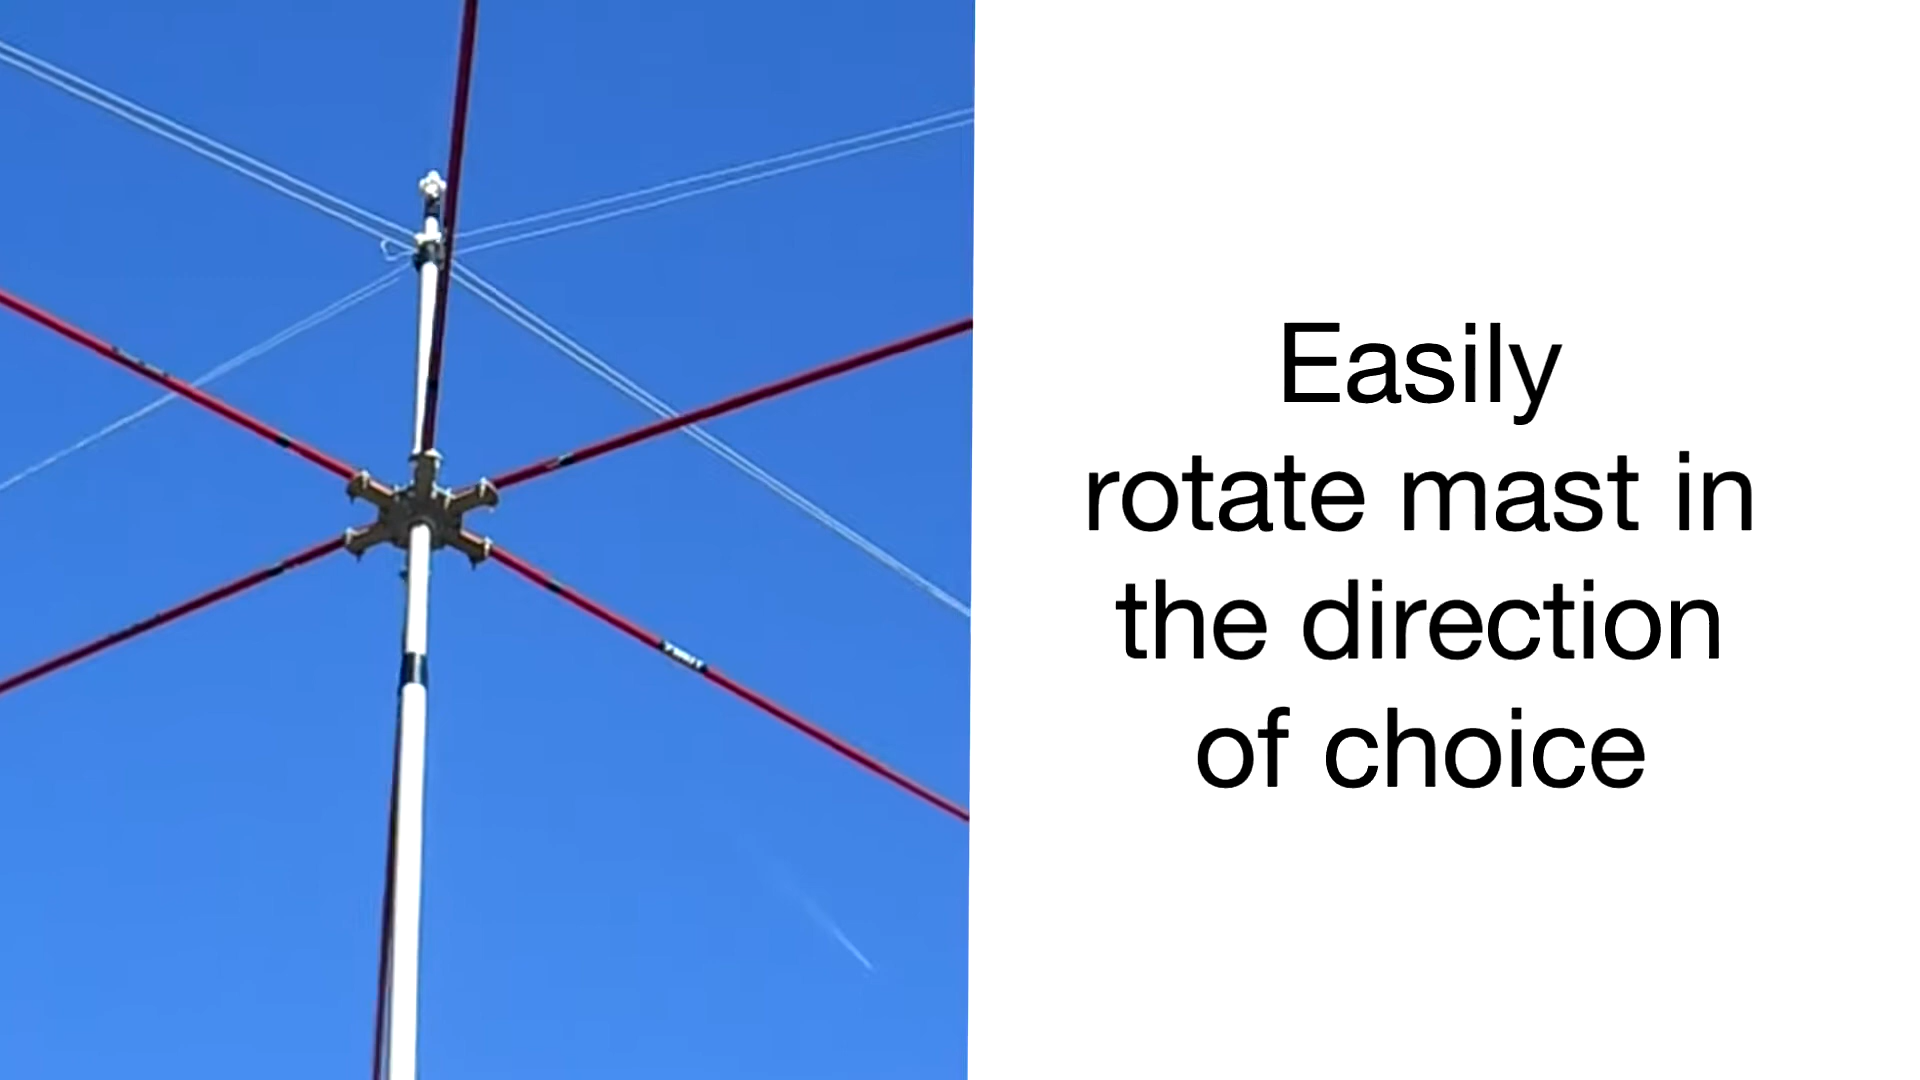 Easily
rotate mast in
the direction
of choice